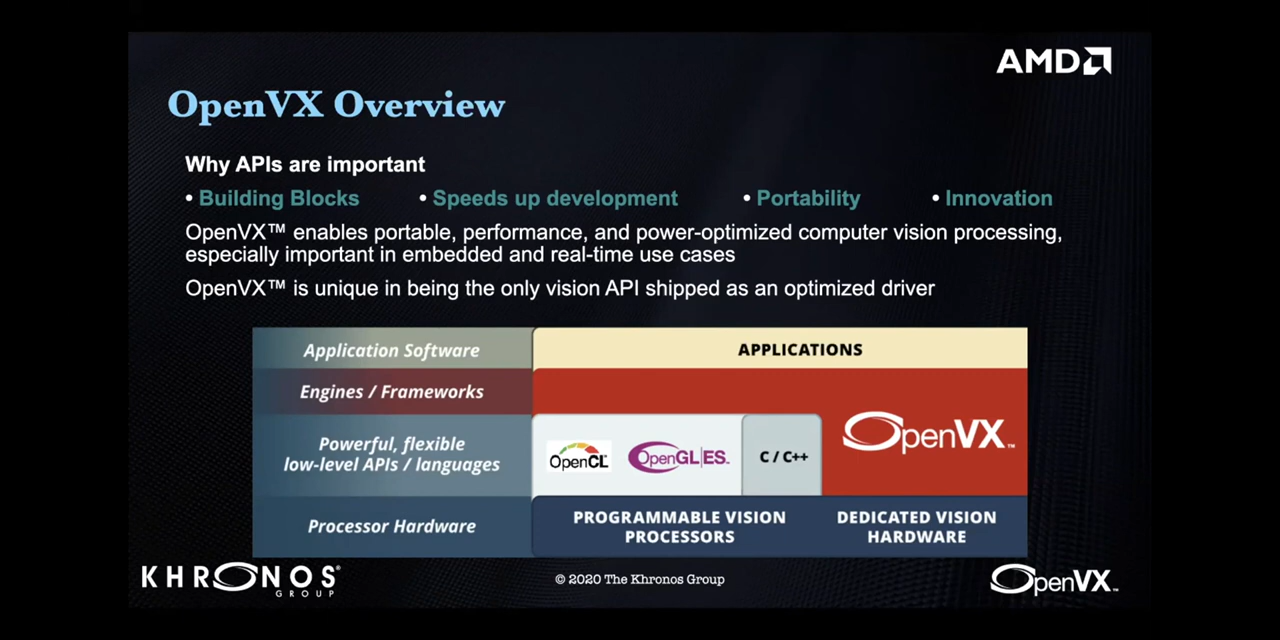 AMD
OpenVX Overview
Why APIs are important
• Building Blocks • Speeds up development • Portability • Innovation
OpenVX™ enables portable, performance, and power-optimized computer vision processing,
especially important in embedded and real-time use cases
OpenVX™ is unique in being the only vision API shipped as an optimized driver
Application Software
APPLICATIONS
Engines / Frameworks
Powerful, flexible
low-level APIs / languages
OpenCL
OpenGL|ES™
C / C++
OpenVX™
Processor Hardware
PROGRAMMABLE VISION
PROCESSORS
DEDICATED VISION
HARDWARE
KHRONOS®
GROUP
© 2020 The Khronos Group
OpenVX™